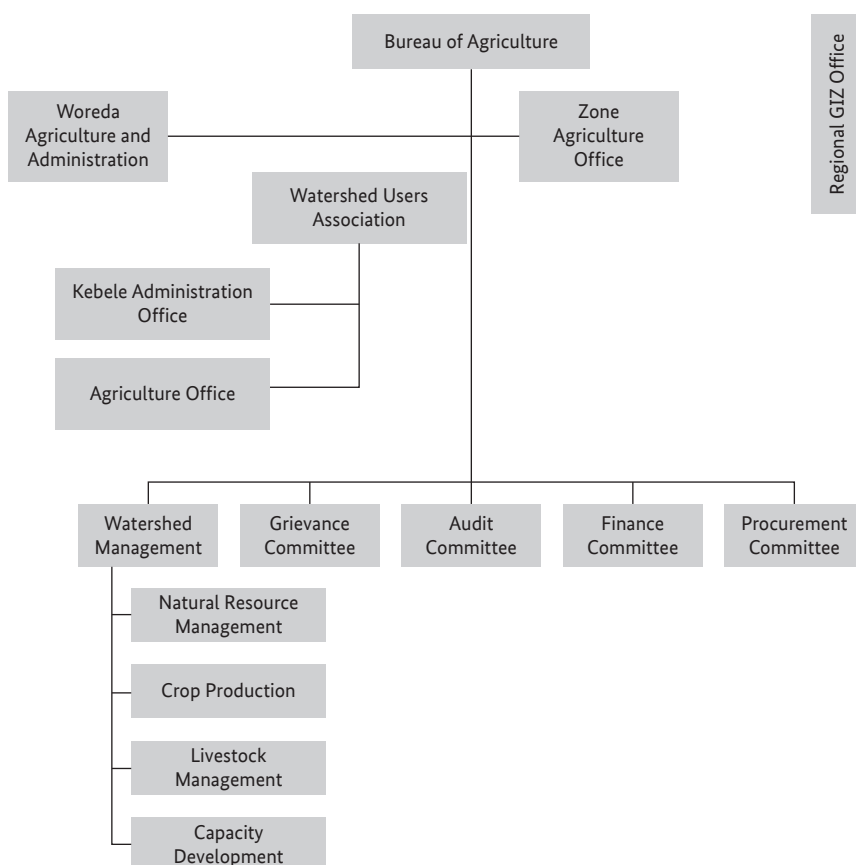 Bureau of Agriculture
Regional GIZ Office
Woreda
Agriculture and
Administration
Zone
Agriculture
Office
Watershed Users
Association
Kebele Administration
Office
Agriculture Office
Watershed
Management
Grievance
Committee
Audit
Committee
Finance
Committee
Procurement
Committee
Natural Resource
Management
Crop Production
Livestock
Management
Capacity
Development